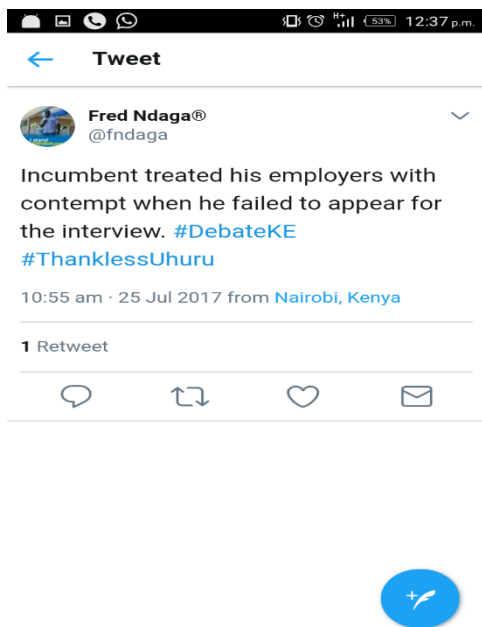 H+ 53% 12:37 p.m.
Tweet
Fred Ndaga®
@fndaga
Incumbent treated his employers with
contempt when he failed to appear for
the interview. #DebateKE
#ThanklessUhuru
10:55 am · 25 Jul 2017 from Nairobi, Kenya
1 Retweet